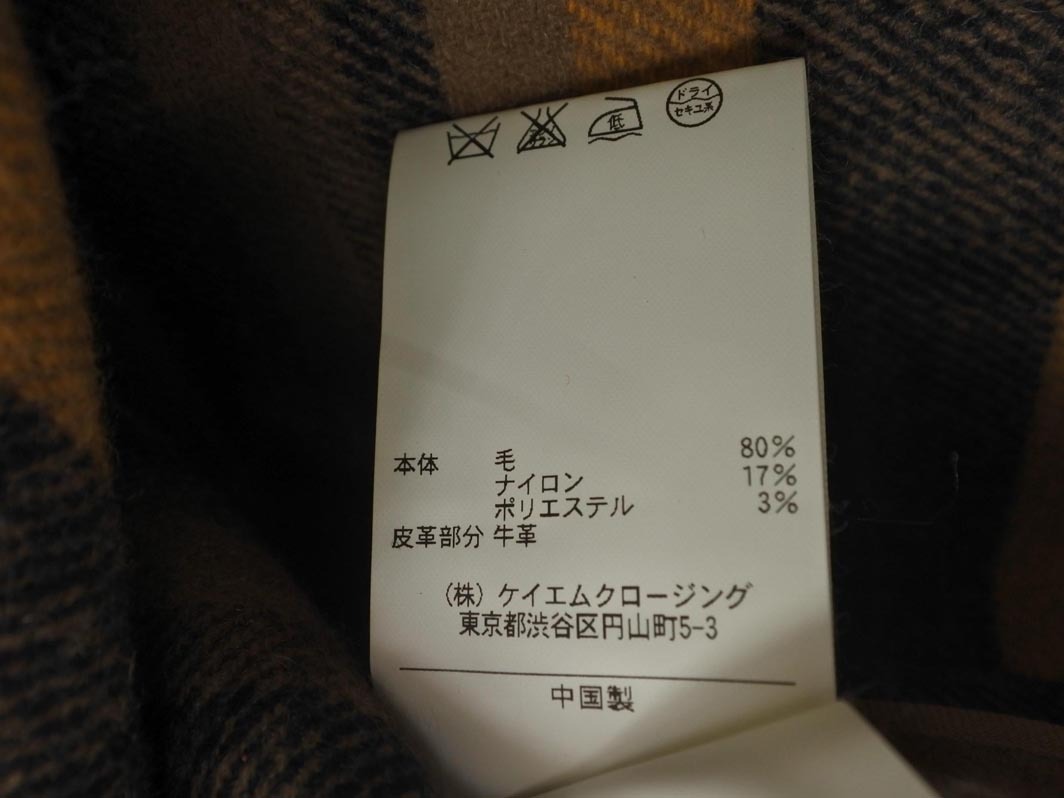 低 ドライ
セキユ系
本体 毛 80%
ナイロン 17%
ポリエステル 3%
皮革部分 牛革
(株) ケイエムクロージング
東京都渋谷区円山町5-3
中国製